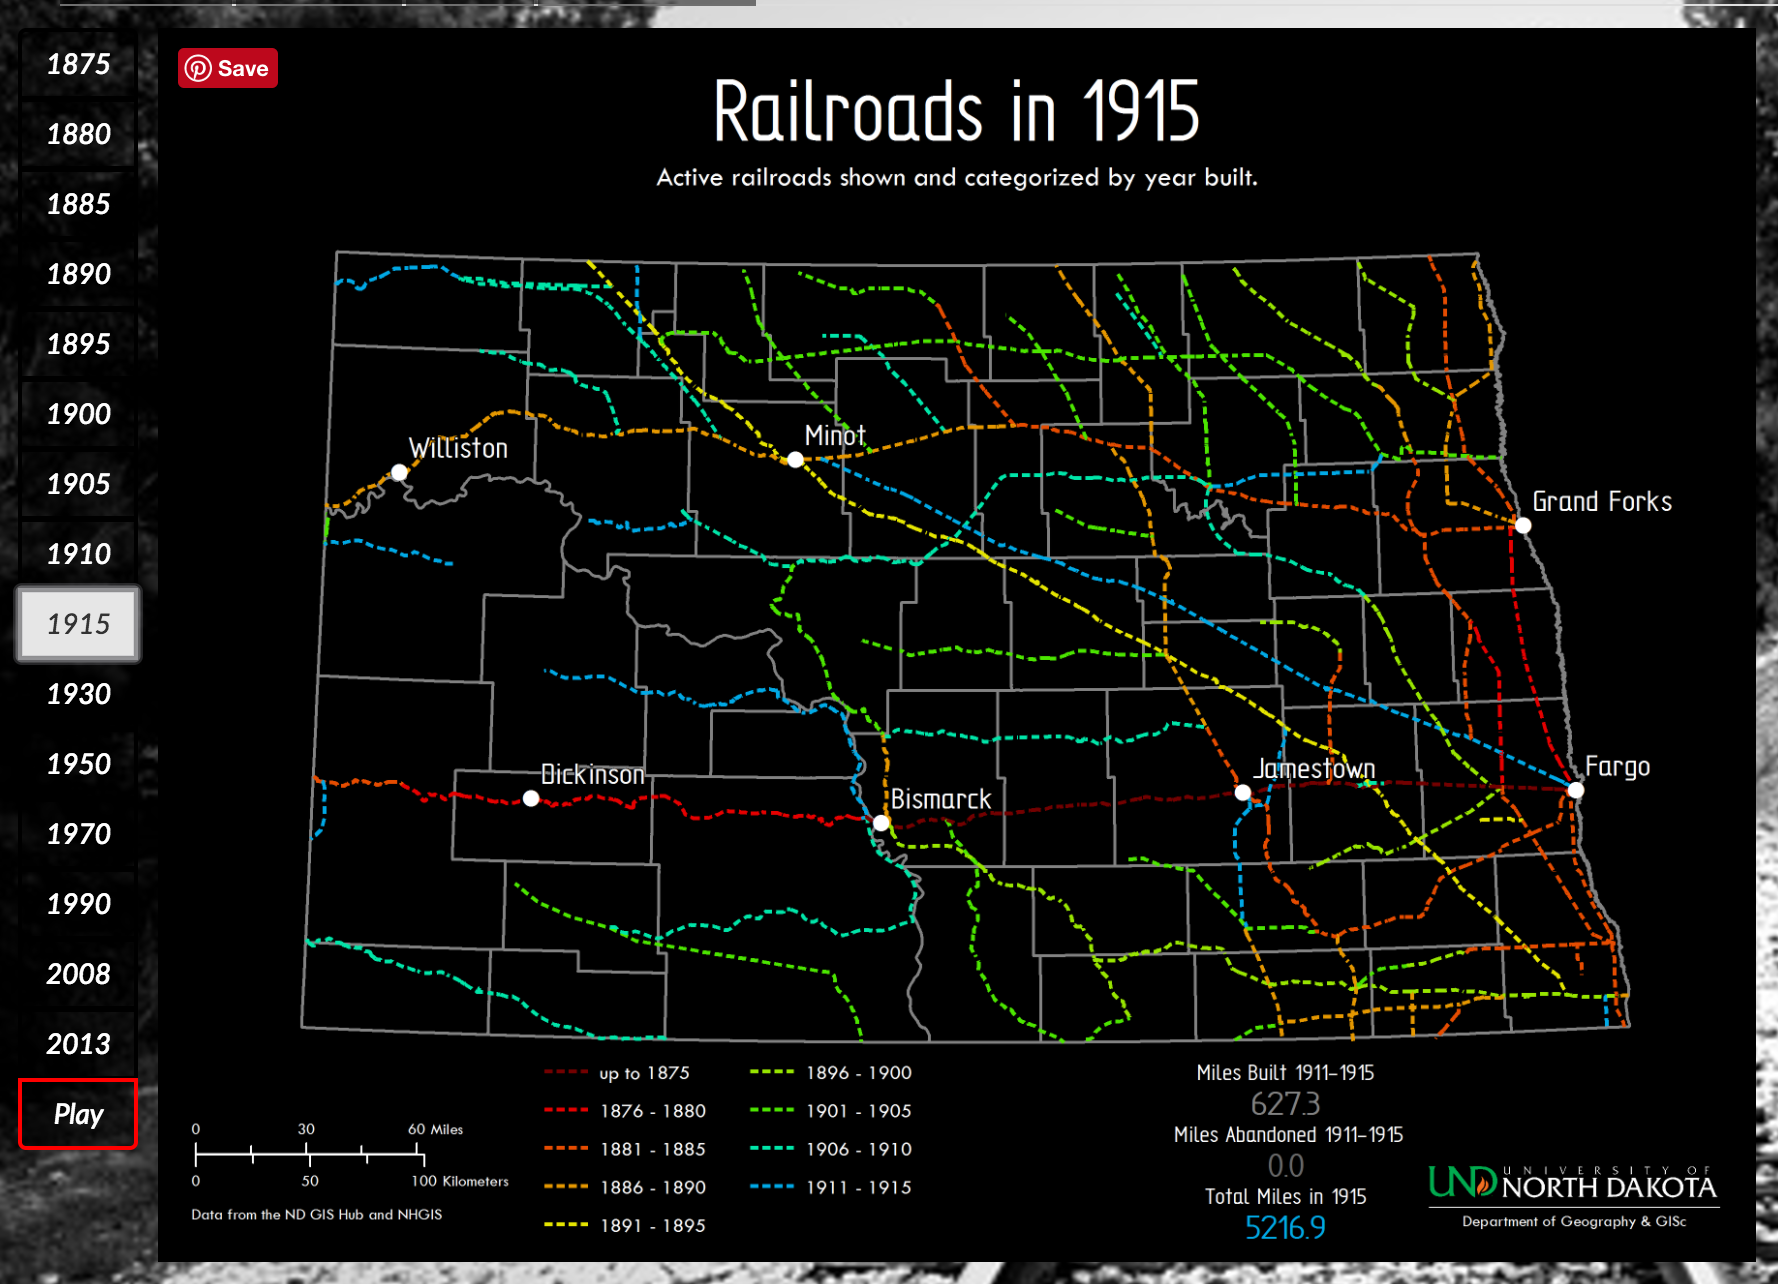 1875
1880
1885
1890
1895
1900
1905
1910
1915
1930
1950
1970
1990
2008
2013
Play
Save
Railroads in 1915
Active railroads shown and categorized by year built.
Williston
Minot
Grand Forks
Dickinson
Bismarck
Jamestown
Fargo
0 30 60 Miles
0 50 100 Kilometers
Data from the ND GIS Hub and NHGIS
up to 1875
1876 - 1880
1881 - 1885
1886 - 1890
1891 - 1895
1896 - 1900
1901 - 1905
1906 - 1910
1911 - 1915
Miles Built 1911-1915
627.3
Miles Abandoned 1911-1915
0.0
Total Miles in 1915
5216.9
UND UNIVERSITY OF
NORTH DAKOTA
Department of Geography & GISc